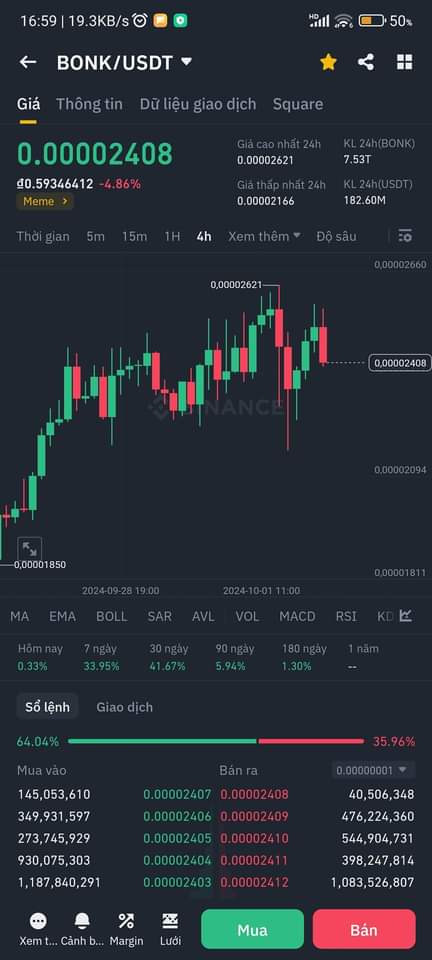 16:59 | 19.3KB/s HD 50%
BONK/USDT
Giá Thông tin Dữ liệu giao dịch Square
0.00002408
₫0.59346412 -4.86%
Meme >
Giá cao nhất 24h KL 24h(BONK)
0.00002621 7.53T
Giá thấp nhất 24h KL 24h(USDT)
0.00002166 182.60M
Thời gian 5m 15m 1H 4h Xem thêm Độ sâu
0,00002660
0,00002621
0,00002408
BINANCE
0,00002094
0,00001850
0,00001811
2024-09-28 19:00 2024-10-01 11:00
MA EMA BOLL SAR AVL VOL MACD RSI KD
Hôm nay 7 ngày 30 ngày 90 ngày 180 ngày 1 năm
0.33% 33.95% 41.67% 5.94% 1.30% --
Sổ lệnh Giao dịch
64.04% 35.96%
Mua vào Bán ra 0.00000001
145,053,610 0.00002407 0.00002408 40,506,348
349,931,597 0.00002406 0.00002409 476,224,360
273,745,929 0.00002405 0.00002410 544,904,731
930,075,303 0.00002404 0.00002411 398,247,814
1,187,840,291 0.00002403 0.00002412 1,083,526,807
Xem t... Cảnh b... Margin Lưới Mua Bán